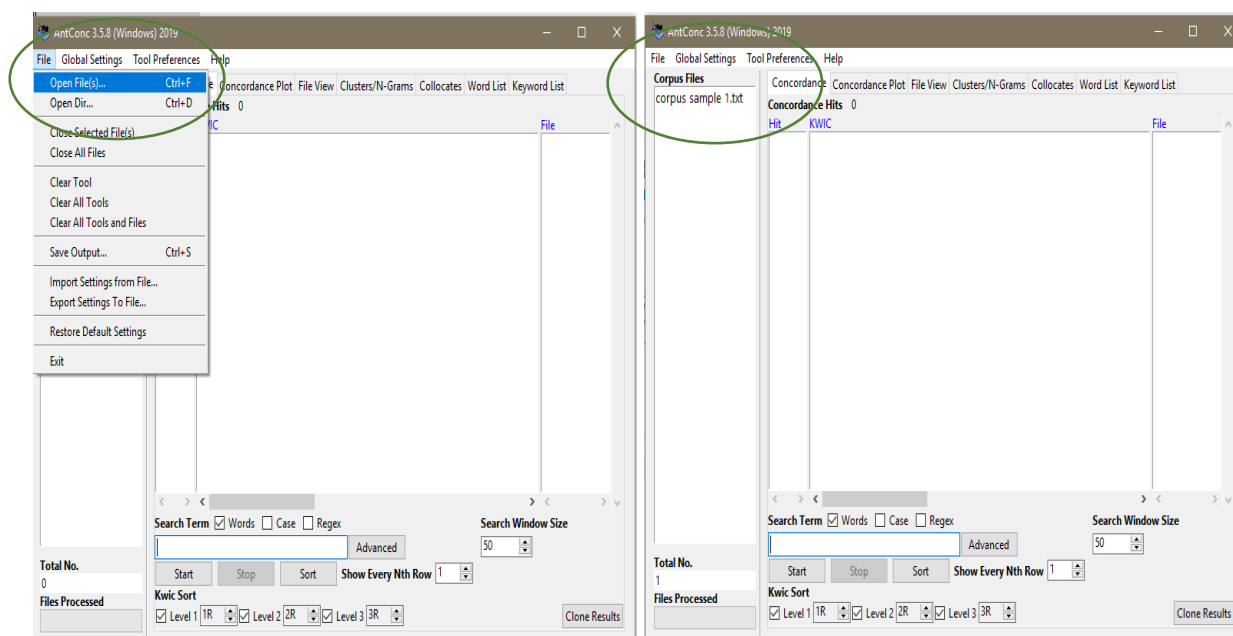 AntConc 3.5.8 (Windows) 2019
File Global Settings Tool Preferences Help
Open File(s)... Ctrl+F
Open Dir... Ctrl+D
Close Selected File(s)
Close All Files
Clear Tool
Clear All Tools
Clear All Tools and Files
Save Output... Ctrl+S
Import Settings from File...
Export Settings To File...
Restore Default Settings
Exit
Concordance Plot File View Clusters/N-Grams Collocates Word List Keyword List
Hits 0
File
Search Term Words Case Regex Search Window Size
Advanced 50
Total No.
0
Start Stop Sort Show Every Nth Row 1
Files Processed
Kwic Sort
Level 1 1R Level 2 2R Level 3 3R Clone Results
AntConc 3.5.8 (Windows) 2019
File Global Settings Tool Preferences Help
Corpus Files
corpus sample 1.txt
Concordance Concordance Plot File View Clusters/N-Grams Collocates Word List Keyword List
Concordance Hits 0
Hit KWIC File
Search Term Words Case Regex Search Window Size
Advanced 50
Total No.
1
Start Stop Sort Show Every Nth Row 1
Files Processed
Kwic Sort
Level 1 1R Level 2 2R Level 3 3R Clone Results